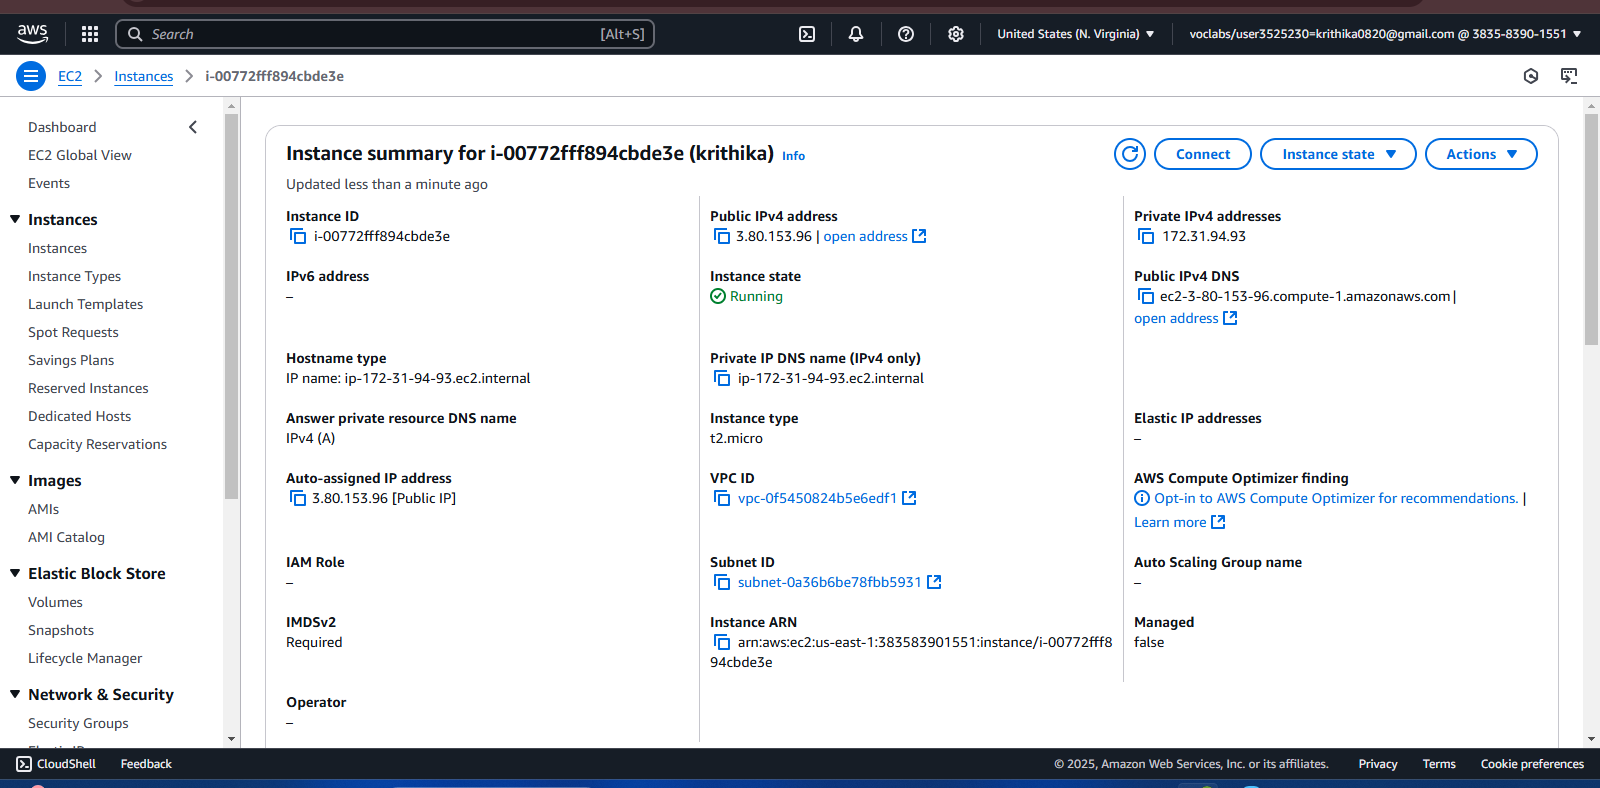 aws
Search [Alt+S]
United States (N. Virginia)
voclabs/user3525230=krithika0820@gmail.com @ 3835-8390-1551
EC2
Instances
i-00772fff894cbde3e
Dashboard
EC2 Global View
Events
Instances
Instances
Instance Types
Launch Templates
Spot Requests
Savings Plans
Reserved Instances
Dedicated Hosts
Capacity Reservations
Images
AMIs
AMI Catalog
Elastic Block Store
Volumes
Snapshots
Lifecycle Manager
Network & Security
Security Groups
Instance summary for i-00772fff894cbde3e (krithika) Info
Updated less than a minute ago
Connect
Instance state
Actions
Instance ID
i-00772fff894cbde3e
Public IPv4 address
3.80.153.96 | open address
Private IPv4 addresses
172.31.94.93
IPv6 address
–
Instance state
Running
Public IPv4 DNS
ec2-3-80-153-96.compute-1.amazonaws.com |
open address
Hostname type
IP name: ip-172-31-94-93.ec2.internal
Private IP DNS name (IPv4 only)
ip-172-31-94-93.ec2.internal
Answer private resource DNS name
IPv4 (A)
Instance type
t2.micro
Elastic IP addresses
–
Auto-assigned IP address
3.80.153.96 [Public IP]
VPC ID
vpc-0f5450824b5e6edf1
AWS Compute Optimizer finding
Opt-in to AWS Compute Optimizer for recommendations. |
Learn more
IAM Role
–
Subnet ID
subnet-0a36b6be78fbb5931
Auto Scaling Group name
–
IMDSv2
Required
Instance ARN
arn:aws:ec2:us-east-1:383583901551:instance/i-00772fff8
94cbde3e
Managed
false
Operator
–
CloudShell
Feedback
© 2025, Amazon Web Services, Inc. or its affiliates.
Privacy
Terms
Cookie preferences